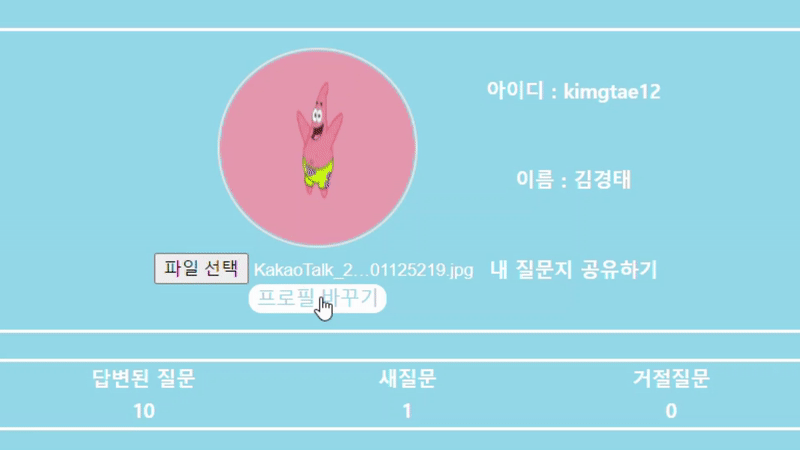 아이디 : kimgtae12
이름 : 김경태
파일 선택 KakaoTalk_2...01125219.jpg 내 질문지 공유하기
프로필 바꾸기
답변된 질문 새질문 거절질문
10 1 0